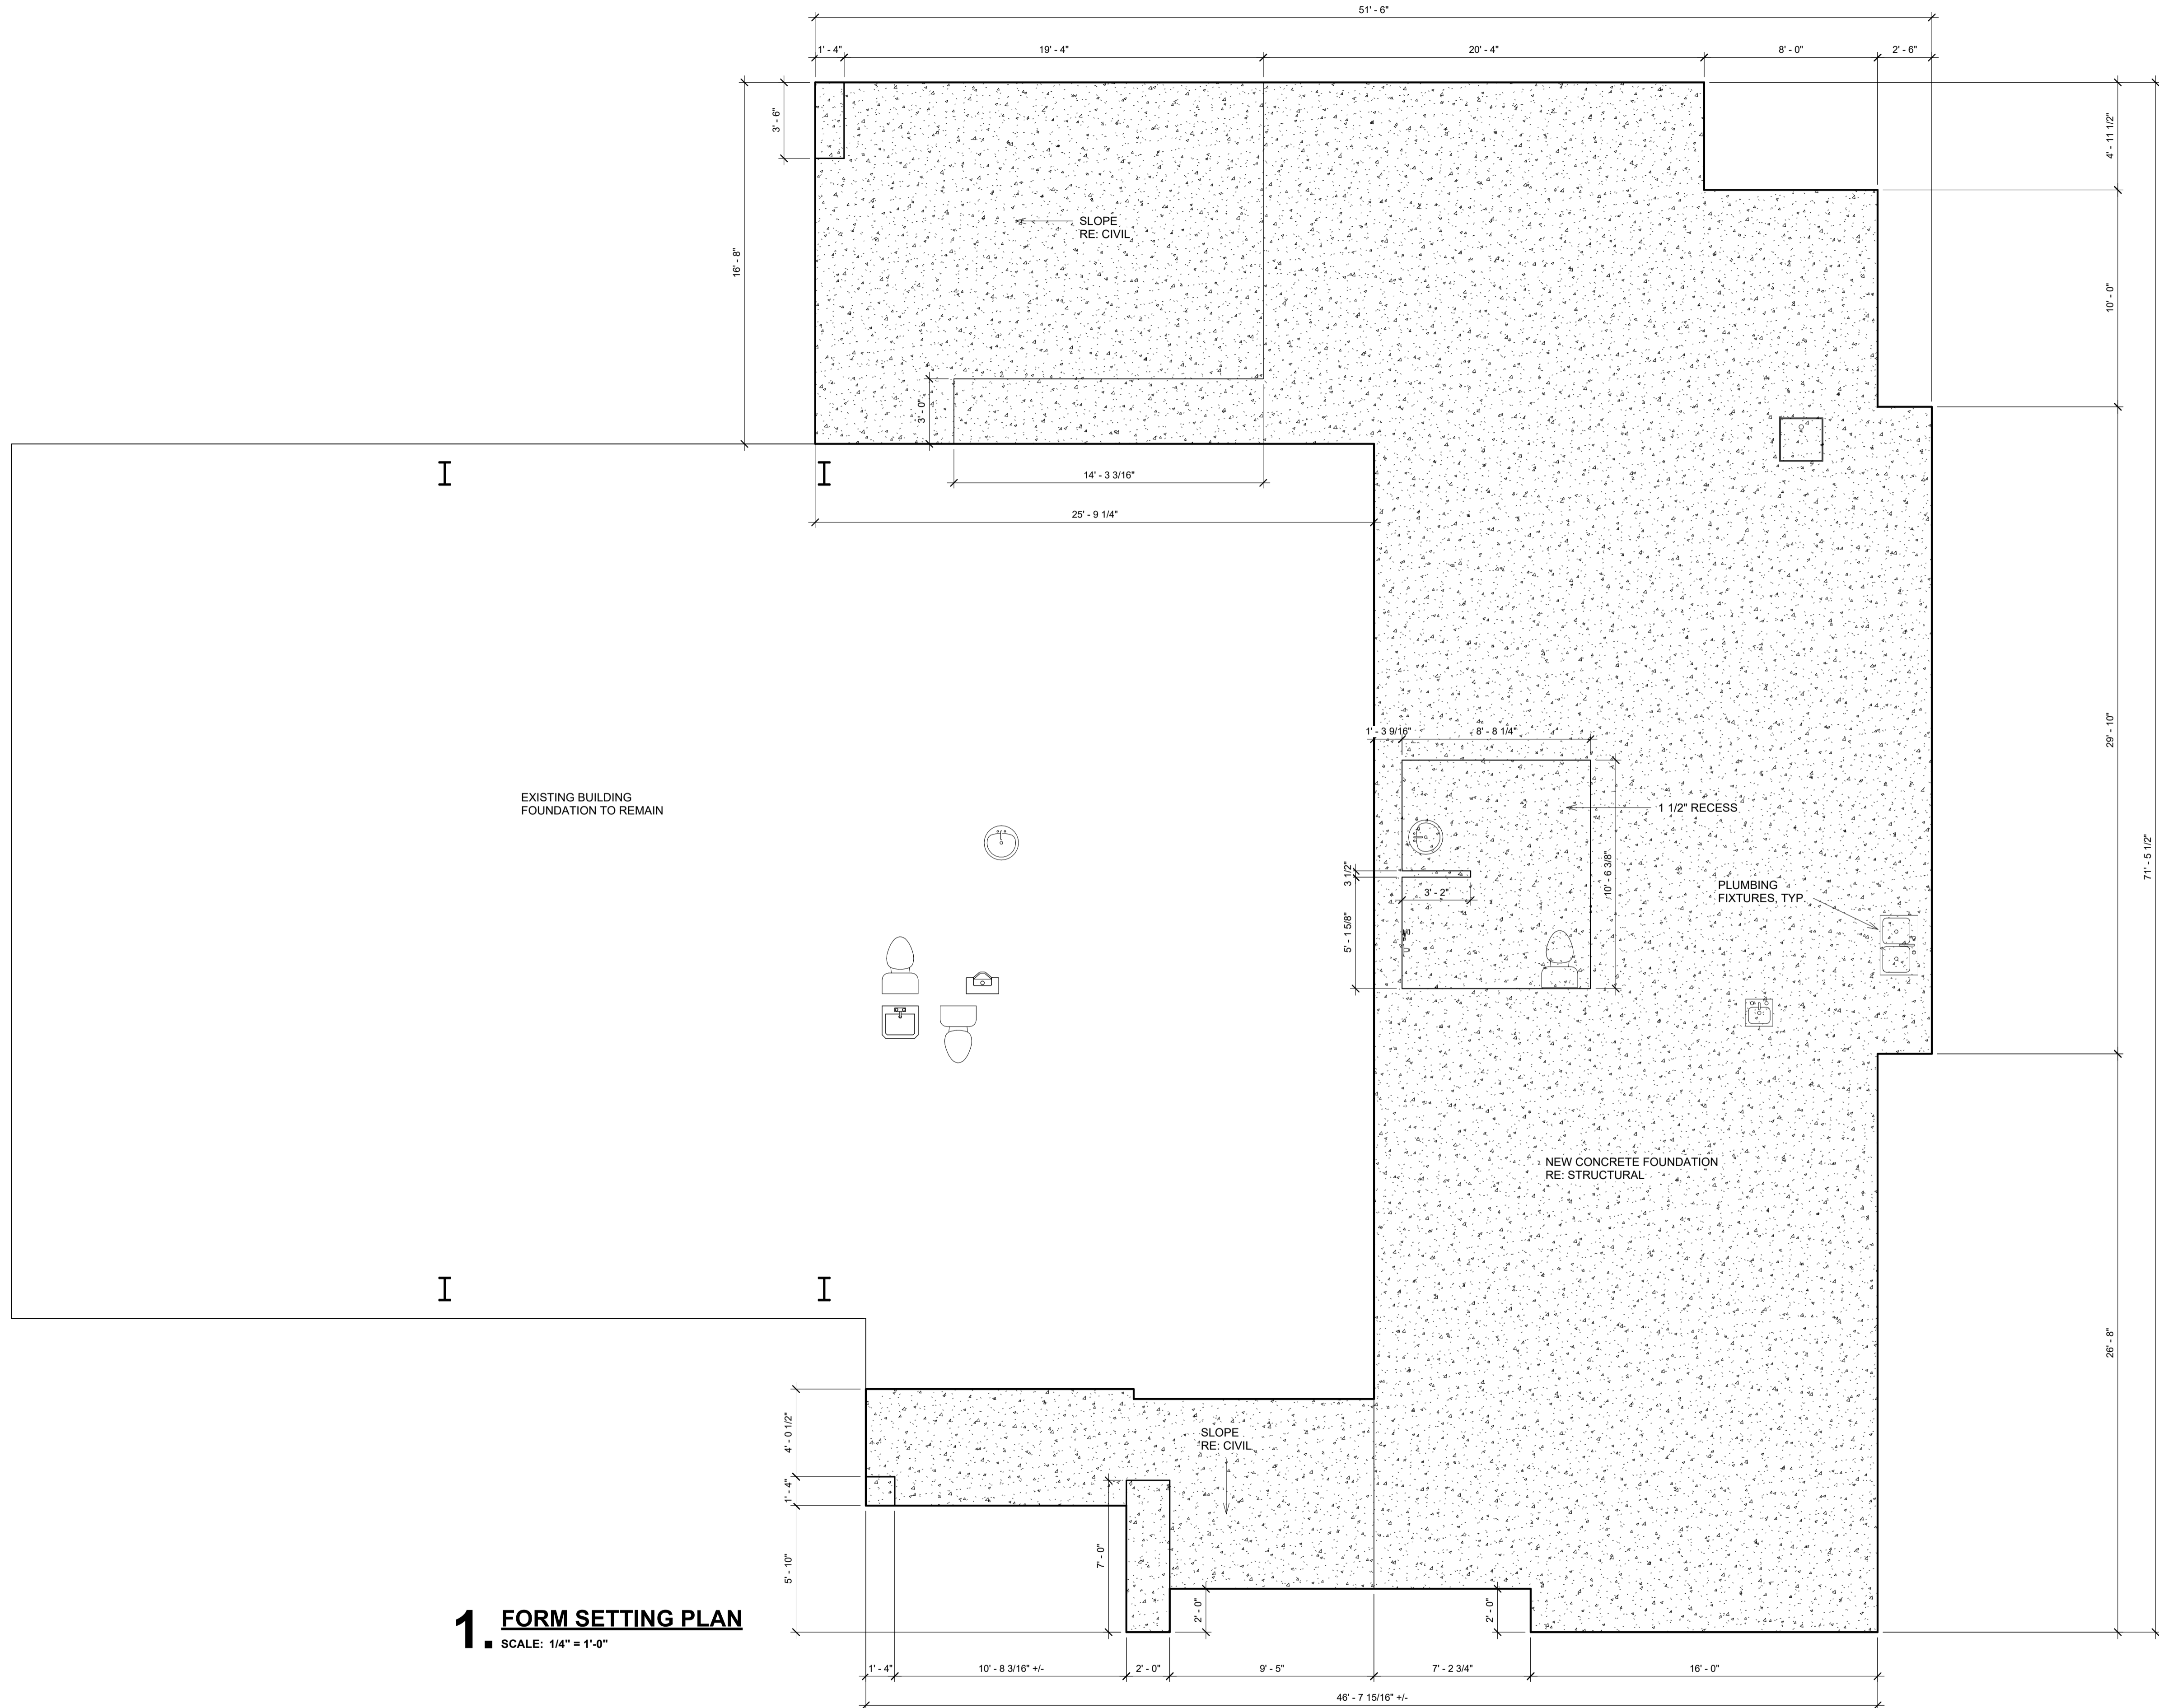 51' - 6"
1' - 4"
19' - 4"
20' - 4"
8' - 0"
2' - 6"
3' - 6"
4' - 11 1/2"
SLOPE
RE: CIVIL
16' - 8"
10' - 0"
3' - 0"
14' - 3 3/16"
25' - 9 1/4"
29' - 10"
1' - 3 9/16"
8' - 8 1/4"
EXISTING BUILDING
FOUNDATION TO REMAIN
1 1/2" RECESS
71' - 5 1/2"
3 1/2"
10' - 6 3/8"
3' - 2"
PLUMBING
FIXTURES, TYP.
5' - 1 5/8"
NEW CONCRETE FOUNDATION
RE: STRUCTURAL
26' - 8"
4' - 0 1/2"
SLOPE
RE: CIVIL
1' - 4"
7' - 0"
5' - 10"
2' - 0"
2' - 0"
1. FORM SETTING PLAN
SCALE: 1/4" = 1'-0"
1' - 4"
10' - 8 3/16" +/-
2' - 0"
9' - 5"
7' - 2 3/4"
16' - 0"
46' - 7 15/16" +/-